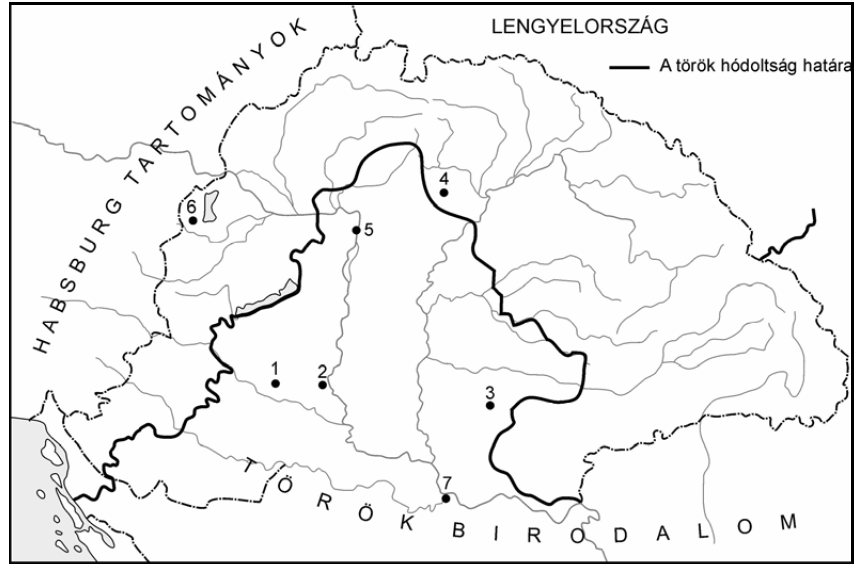 LENGYELORSZÁG
A török hódoltság határa
HABSBURG TARTOMÁNYOK
4
6
5
1
2
3
7
TÖRÖK BIRODALOM